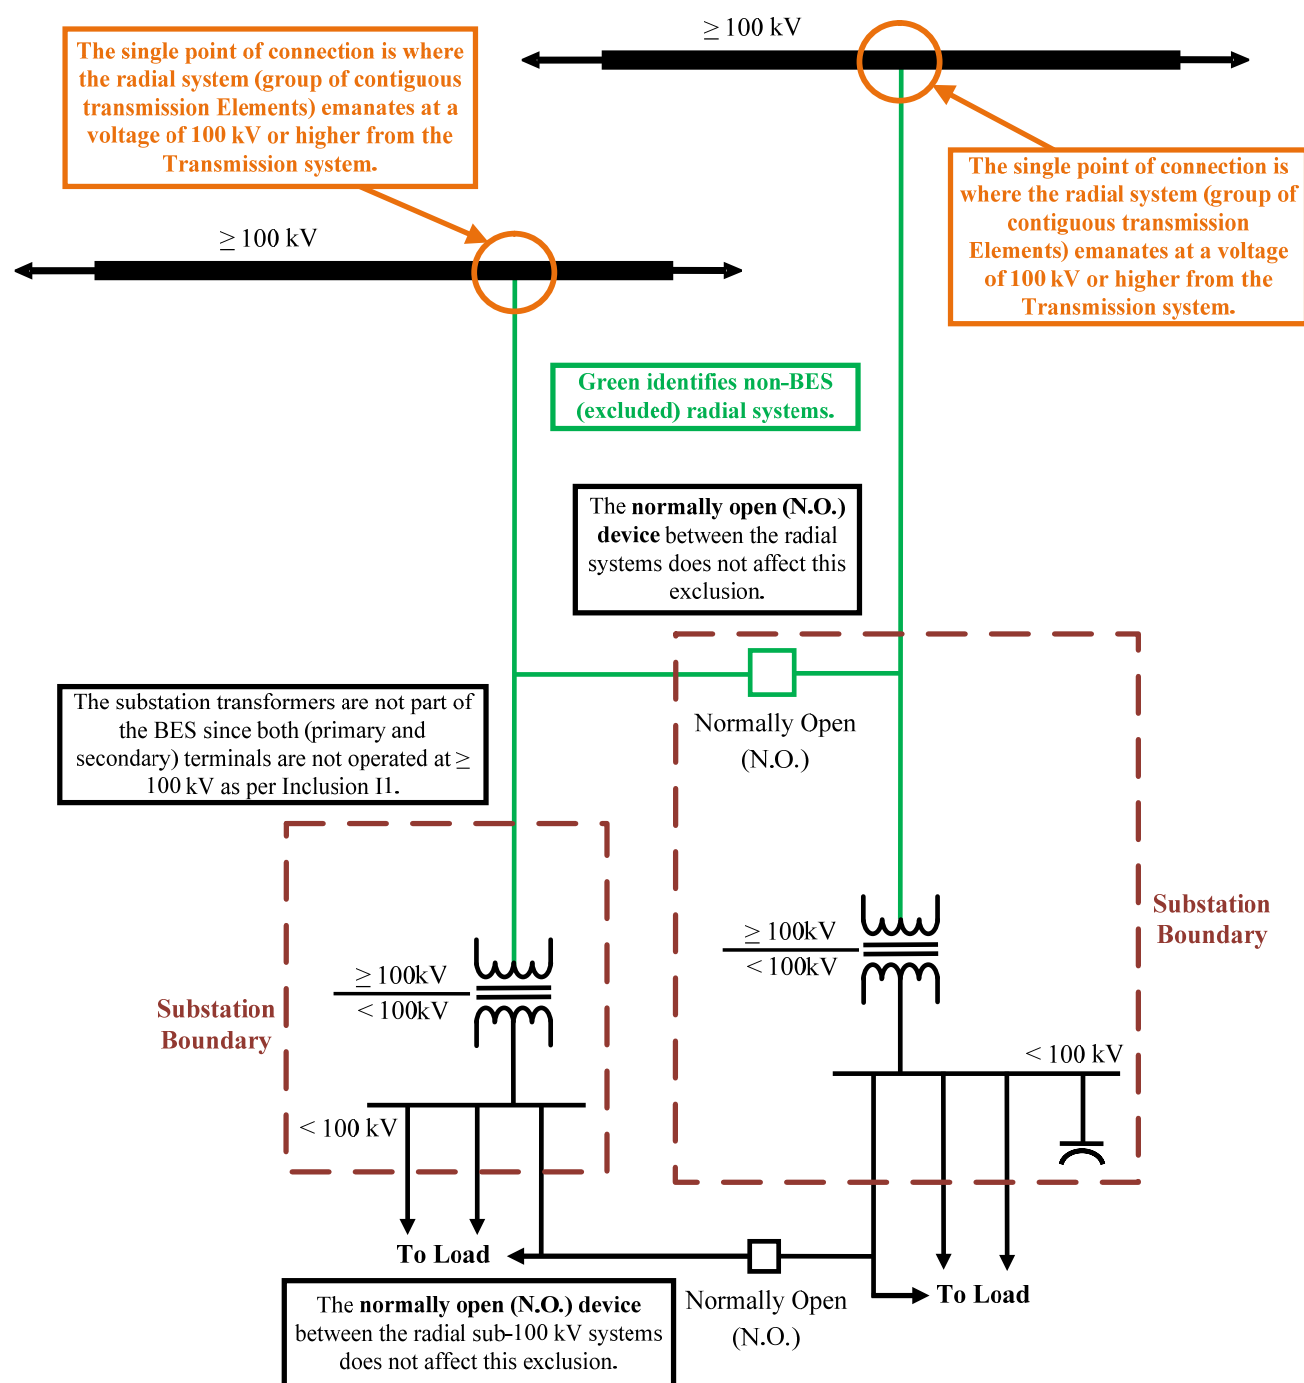 ≥ 100 kV
The single point of connection is where
the radial system (group of contiguous
transmission Elements) emanates at a
voltage of 100 kV or higher from the
Transmission system.
The single point of connection is
where the radial system (group of
contiguous transmission
Elements) emanates at a voltage
of 100 kV or higher from the
Transmission system.
≥ 100 kV
Green identifies non-BES
(excluded) radial systems.
The normally open (N.O.)
device between the radial
systems does not affect this
exclusion.
Normally Open
(N.O.)
The substation transformers are not part of
the BES since both (primary and
secondary) terminals are not operated at ≥
100 kV as per Inclusion I1.
Substation
Boundary
≥ 100kV
< 100kV
≥ 100kV
< 100kV
Substation
Boundary
< 100 kV
< 100 kV
To Load
Normally Open
(N.O.)
To Load
The normally open (N.O.) device
between the radial sub-100 kV systems
does not affect this exclusion.